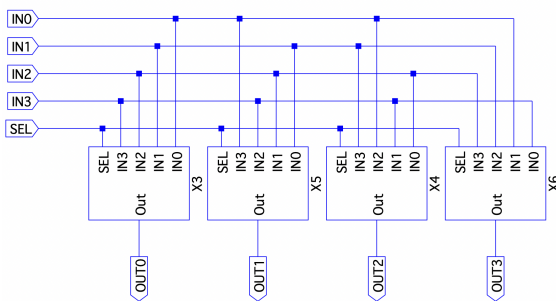 IN0
IN1
IN2
IN3
SEL
SEL IN3 IN2 IN1 IN0
Out
X3
SEL IN3 IN2 IN1 IN0
Out
X5
SEL IN3 IN2 IN1 IN0
Out
X4
SEL IN3 IN2 IN1 IN0
Out
X6
OUT0
OUT1
OUT2
OUT3